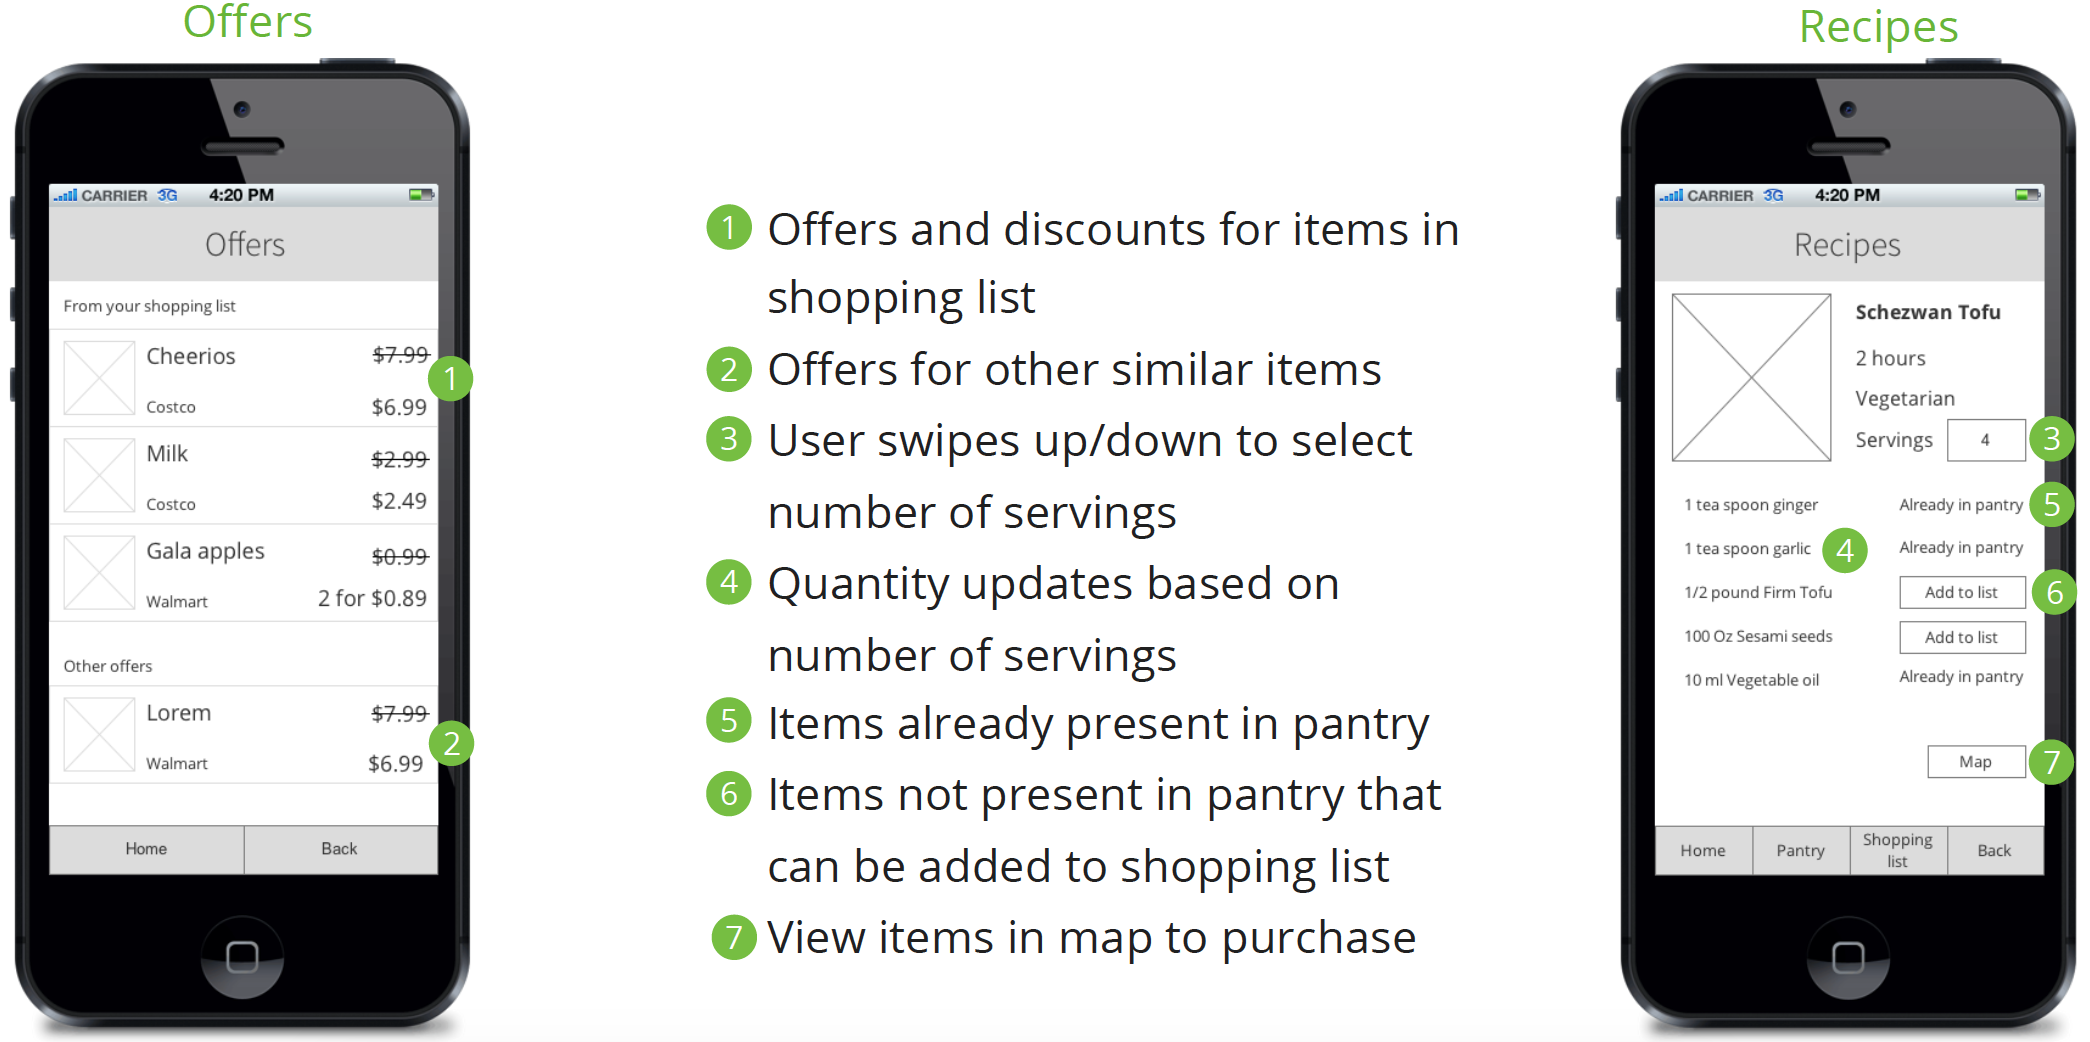 Offers
CARRIER 3G 4:20 PM
Offers
From your shopping list
Cheerios $7.99
Costco $6.99
Milk $2.99
Costco $2.49
Gala apples $0.99
Walmart 2 for $0.89
Other offers
Lorem $7.99
Walmart $6.99
Home Back
1
2
1 Offers and discounts for items in
shopping list
2 Offers for other similar items
3 User swipes up/down to select
number of servings
4 Quantity updates based on
number of servings
5 Items already present in pantry
6 Items not present in pantry that
can be added to shopping list
7 View items in map to purchase
Recipes
CARRIER 3G 4:20 PM
Recipes
Schezwan Tofu
2 hours
Vegetarian
Servings 4 3
1 tea spoon ginger Already in pantry 5
1 tea spoon garlic 4 Already in pantry
1/2 pound Firm Tofu Add to list 6
100 Oz Sesami seeds Add to list
10 ml Vegetable oil Already in pantry
Map 7
Home Pantry Shopping list Back